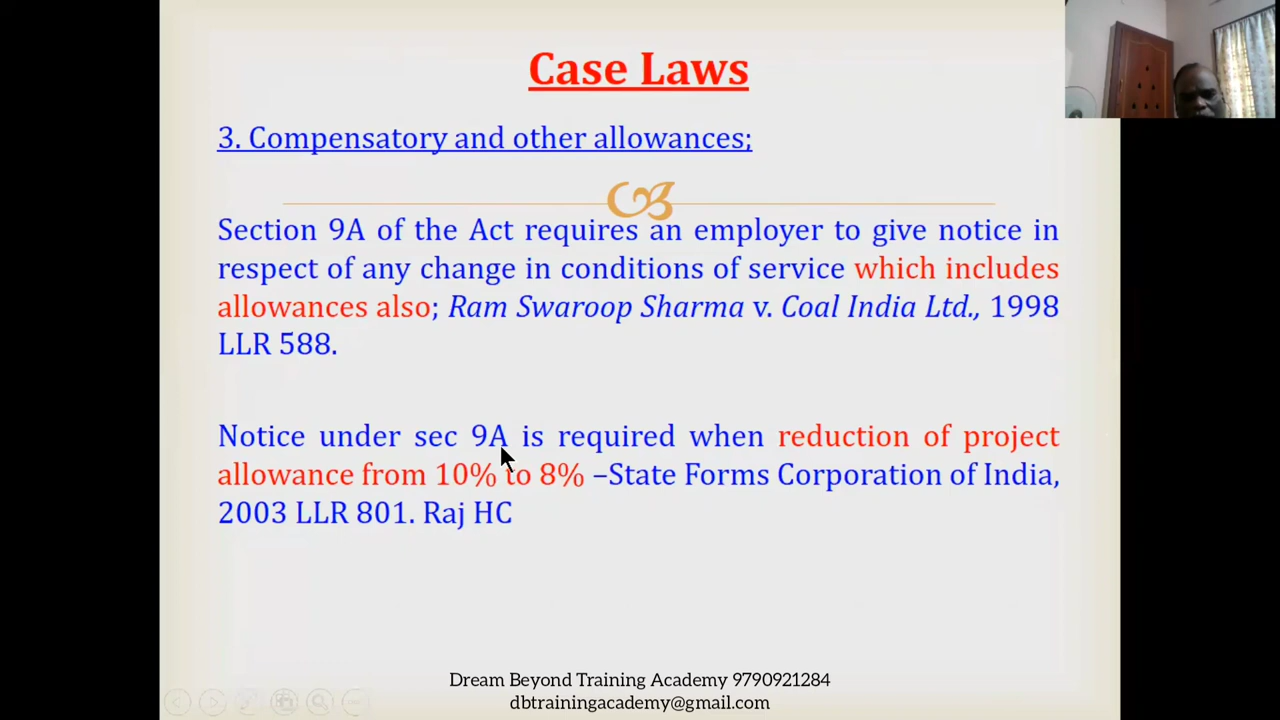 Case Laws
3. Compensatory and other allowances;
Section 9A of the Act requires an employer to give notice in
respect of any change in conditions of service which includes
allowances also; Ram Swaroop Sharma v. Coal India Ltd., 1998
LLR 588.
Notice under sec 9A is required when reduction of project
allowance from 10% to 8% –State Forms Corporation of India,
2003 LLR 801. Raj HC
Dream Beyond Training Academy 9790921284
dbtrainingacademy@gmail.com